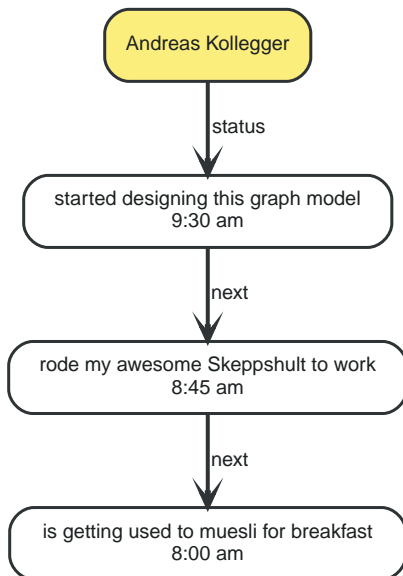 Andreas Kollegger
status
started designing this graph model
9:30 am
next
rode my awesome Skeppshult to work
8:45 am
next
is getting used to muesli for breakfast
8:00 am